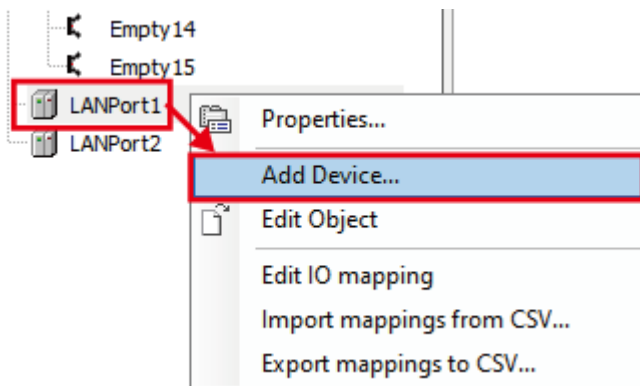 Empty14
Empty15
LANPort1
LANPort2
Properties...
Add Device...
Edit Object
Edit IO mapping
Import mappings from CSV...
Export mappings to CSV...